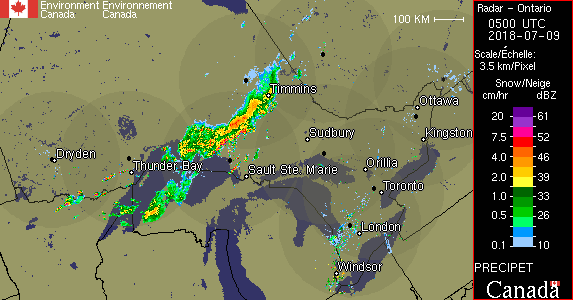 Environment Environnement
Canada Canada
100 KM
Timmins
Ottawa
Sudbury
Kingston
Dryden
Thunder Bay
Sault Ste. Marie
Orillia
Toronto
London
Windsor
Radar - Ontario
0500 UTC
2018-07-09
Scale/Échelle:
3.5 km/Pixel
Snow/Neige
cm/hr dBZ
20 61
7.5 52
4.0 46
2.0 39
1.0 33
0.5 26
0.1 10
PRECIPET
Canada